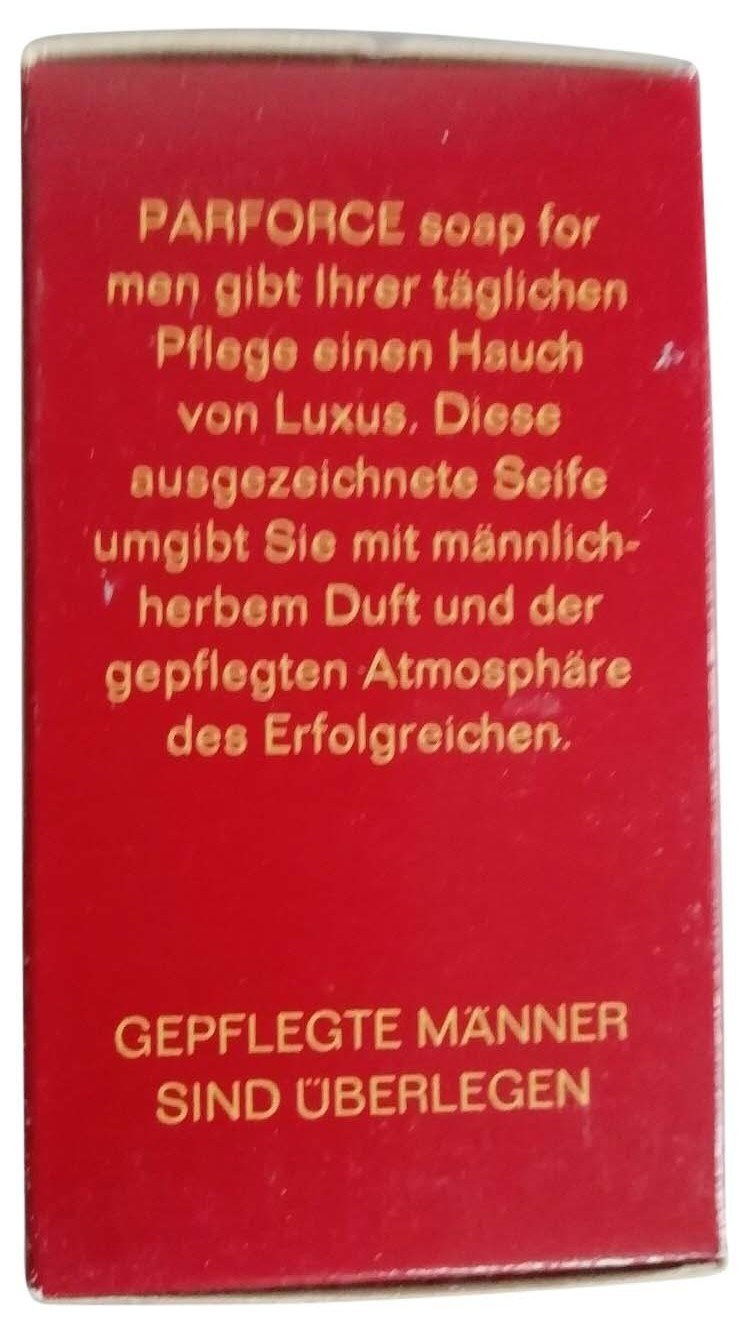 PARFORCE soap for
men gibt Ihrer täglichen
Pflege einen Hauch
von Luxus. Diese
ausgezeichnete Seife
umgibt Sie mit männlich-
herbem Duft und der
gepflegten Atmosphäre
des Erfolgreichen.
GEPFLEGTE MÄNNER
SIND ÜBERLEGEN